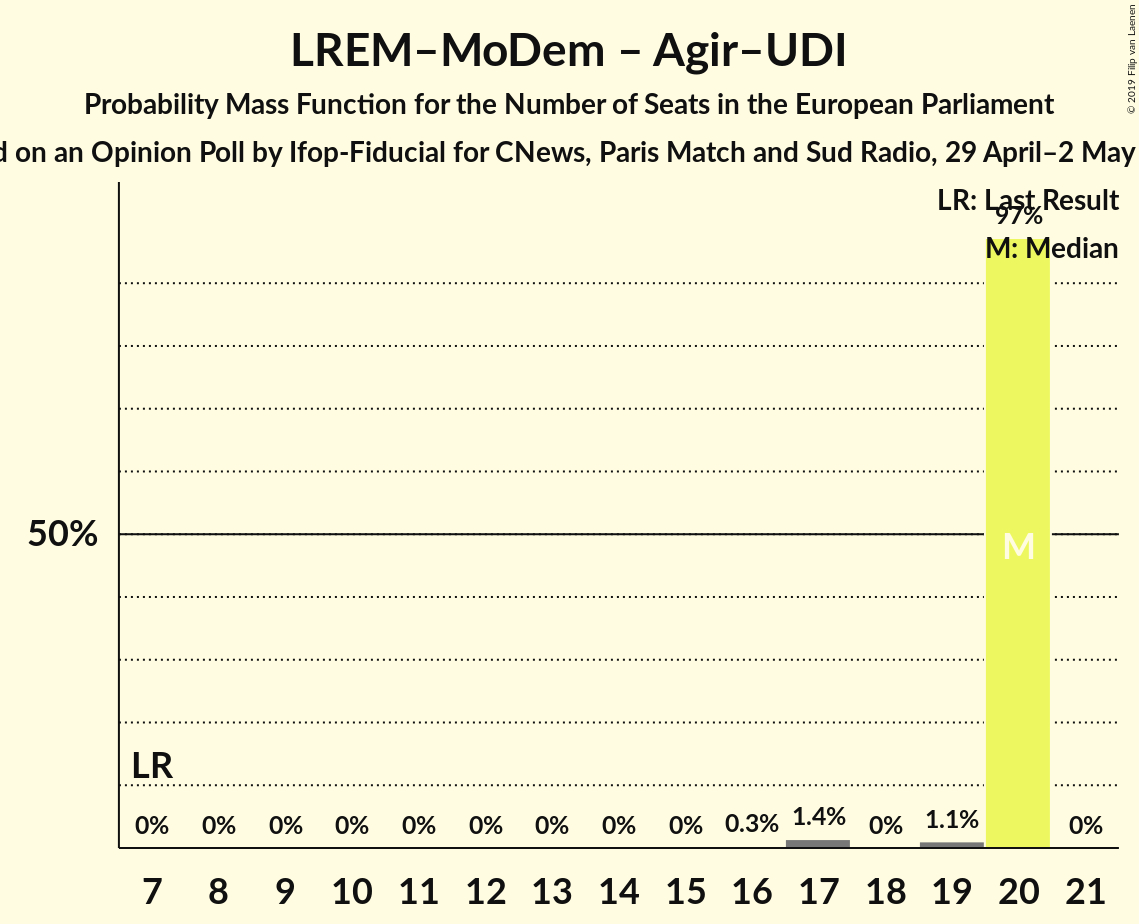 LREM–MoDem – Agir–UDI
Probability Mass Function for the Number of Seats in the European Parliament
on an Opinion Poll by Ifop-Fiducial for CNews, Paris Match and Sud Radio, 29 April–2 May
© 2019 Filip van Laenen
LR: Last Result
97%
M: Median
50%
M
LR
0% 0% 0% 0% 0% 0% 0% 0% 0% 0.3% 1.4% 0% 1.1% 0%
7 8 9 10 11 12 13 14 15 16 17 18 19 20 21